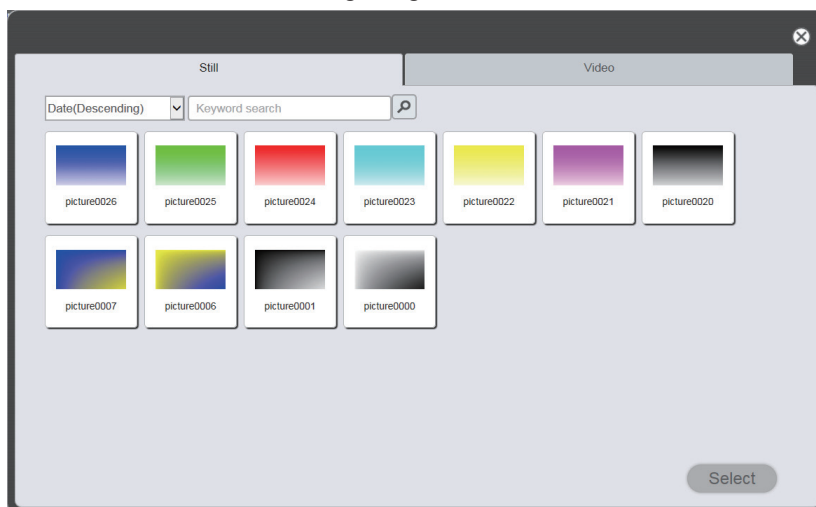 Still
Video
Date(Descending)
Keyword search
picture0026
picture0025
picture0024
picture0023
picture0022
picture0021
picture0020
picture0007
picture0006
picture0001
picture0000
Select